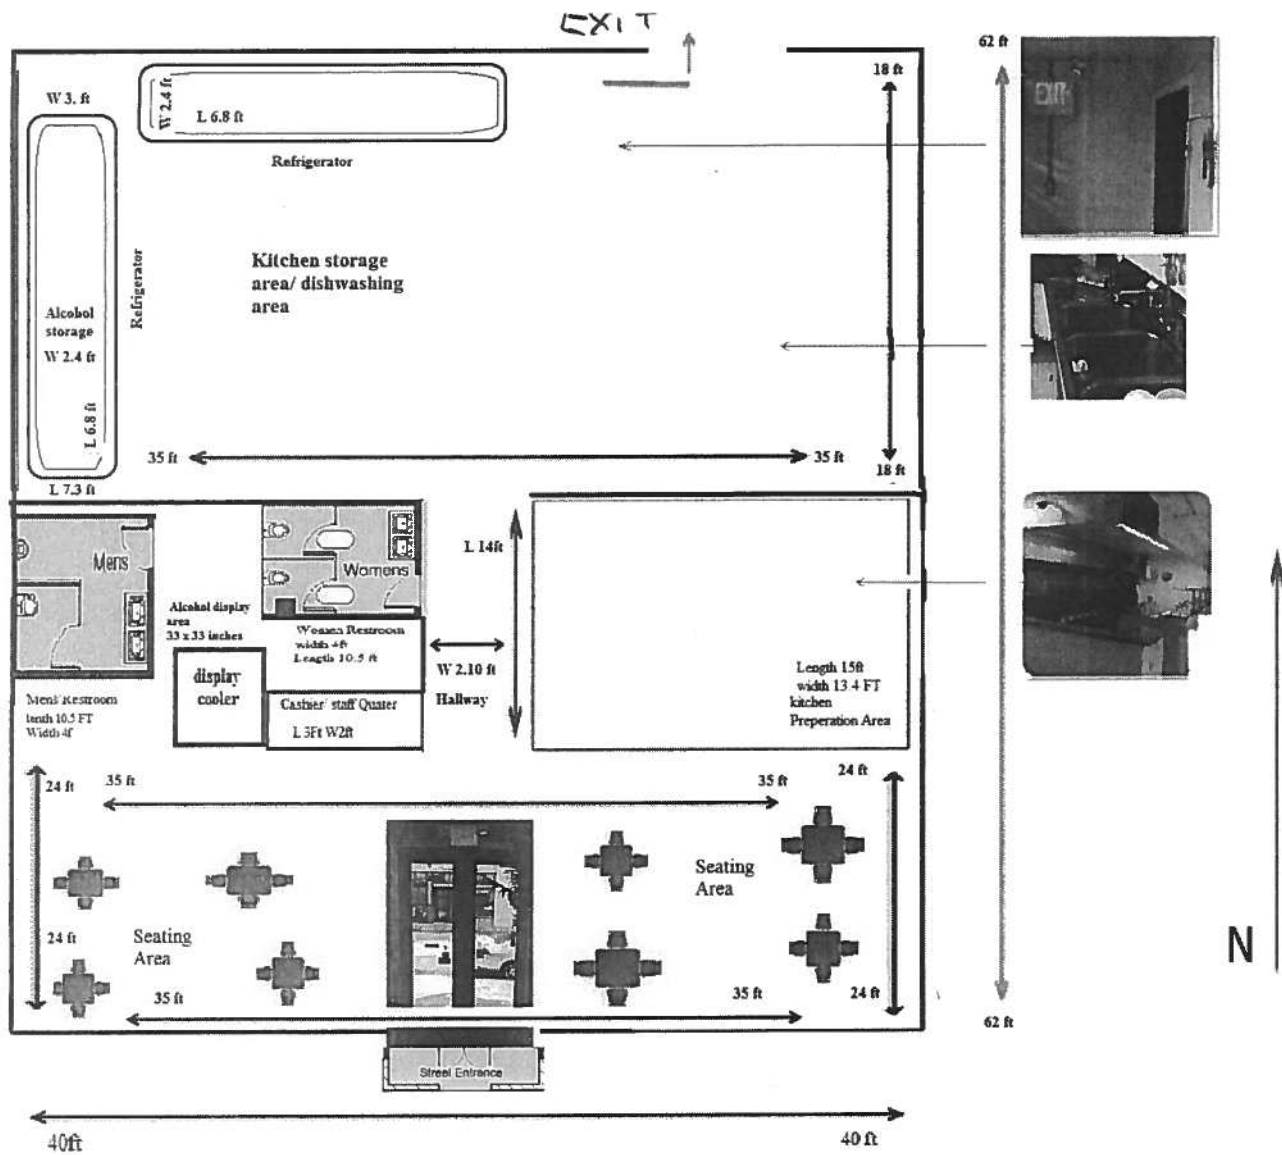 EXIT
62 ft
W 3. ft
W 2.4 ft
L 6.8 ft
18 ft
EXIT
Refrigerator
Refrigerator
Kitchen storage
area/ dishwashing
area
Alcohol
storage
W 2.4 ft
L 6.8 ft
35 ft
35 ft
18 ft
L 7.3 ft
Mens
Womens
L 14ft
Alcohol display
area
33 x 33 inches
Women Restroom
width 4ft
Length 10.5 ft
W 2.10 ft
Hallway
display
cooler
Cashier/ staff Quater
L 3Ft W2ft
Length 15ft
width 13.4 FT
kitchen
Preperation Area
Mens/ Restroom
lenth 10.5 FT
Width 4f
24 ft
35 ft
35 ft
24 ft
Seating
Area
Seating
Area
24 ft
35 ft
35 ft
24 ft
N
62 ft
Street Entrance
40ft
40 ft